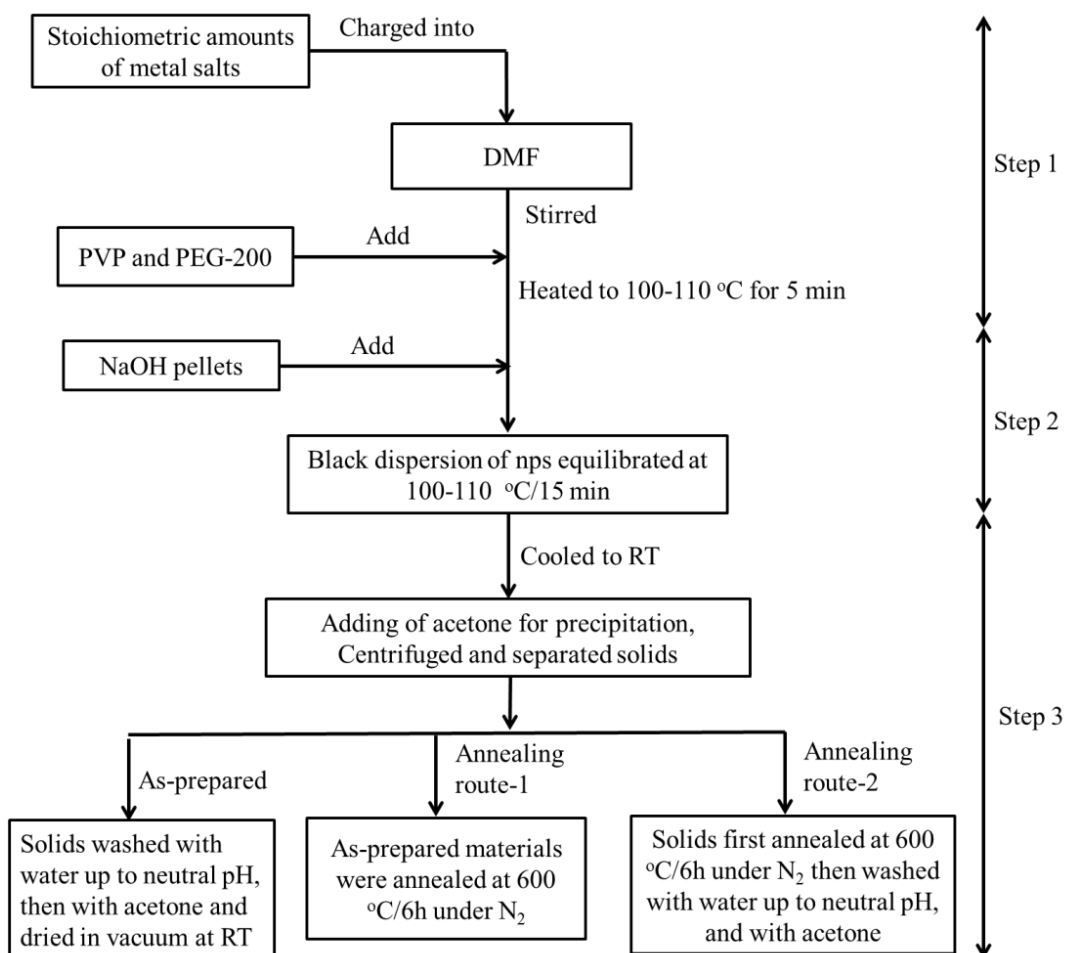 Stoichiometric amounts
of metal salts
Charged into
DMF
Step 1
Stirred
PVP and PEG-200
Add
Heated to 100-110 °C for 5 min
NaOH pellets
Add
Step 2
Black dispersion of nps equilibrated at
100-110 °C/15 min
Cooled to RT
Adding of acetone for precipitation,
Centrifuged and separated solids
Step 3
As-prepared
Annealing
route-1
Annealing
route-2
Solids washed with
water up to neutral pH,
then with acetone and
dried in vacuum at RT
As-prepared materials
were annealed at 600
°C/6h under N₂
Solids first annealed at 600
°C/6h under N₂ then washed
with water up to neutral pH,
and with acetone